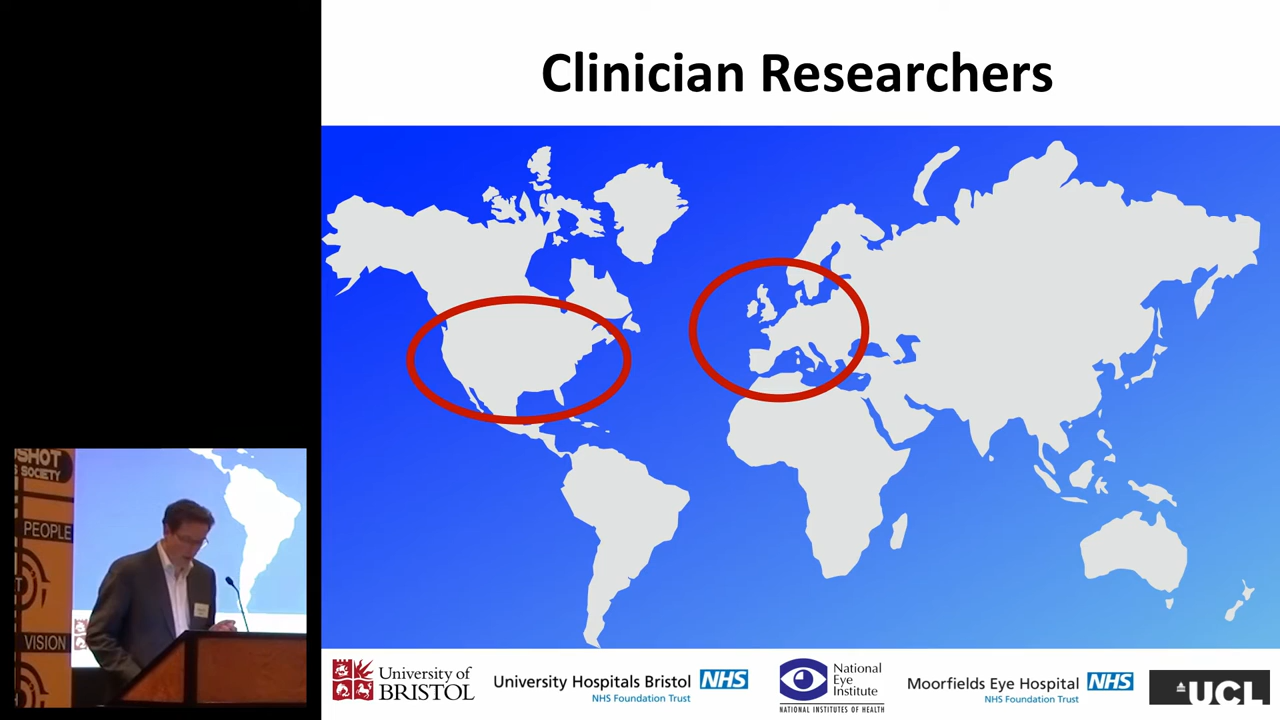 Clinician Researchers
SHOT
SOCIETY
PEOPLE
VISION
University of
BRISTOL
University Hospitals Bristol NHS
NHS Foundation Trust
National
Eye
Institute
NATIONAL INSTITUTES OF HEALTH
Moorfields Eye Hospital NHS
NHS Foundation Trust
UCL